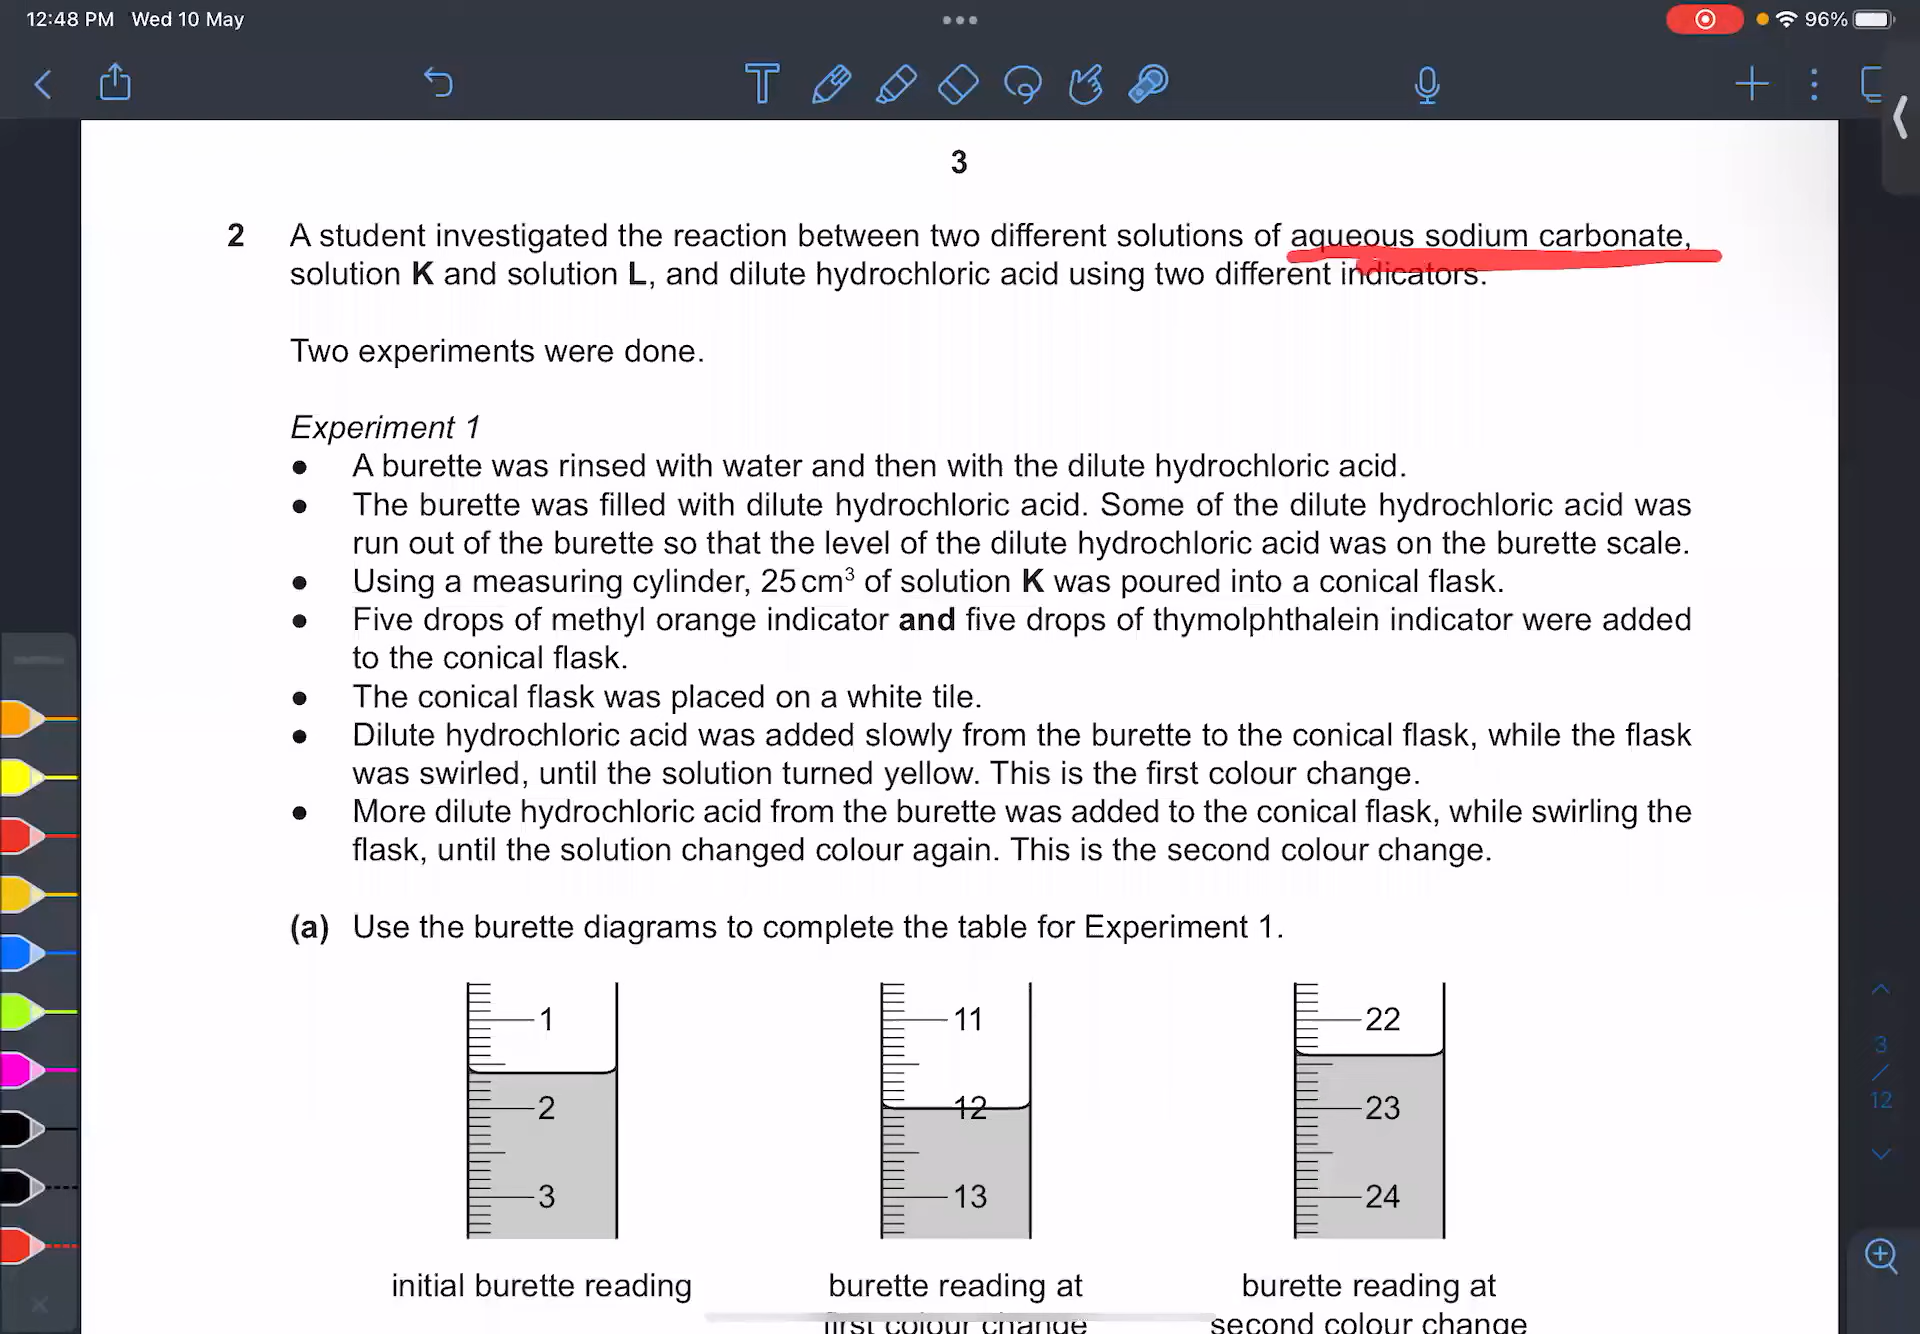 12:48 PM Wed 10 May
96%
3
2 A student investigated the reaction between two different solutions of aqueous sodium carbonate,
solution K and solution L, and dilute hydrochloric acid using two different indicators.
Two experiments were done.
Experiment 1
● A burette was rinsed with water and then with the dilute hydrochloric acid.
● The burette was filled with dilute hydrochloric acid. Some of the dilute hydrochloric acid was
run out of the burette so that the level of the dilute hydrochloric acid was on the burette scale.
● Using a measuring cylinder, 25 cm³ of solution K was poured into a conical flask.
● Five drops of methyl orange indicator and five drops of thymolphthalein indicator were added
to the conical flask.
● The conical flask was placed on a white tile.
● Dilute hydrochloric acid was added slowly from the burette to the conical flask, while the flask
was swirled, until the solution turned yellow. This is the first colour change.
● More dilute hydrochloric acid from the burette was added to the conical flask, while swirling the
flask, until the solution changed colour again. This is the second colour change.
(a) Use the burette diagrams to complete the table for Experiment 1.
1 11 22
2 12 23
3 13 24
initial burette reading burette reading at burette reading at
first colour change second colour change
3
/
12